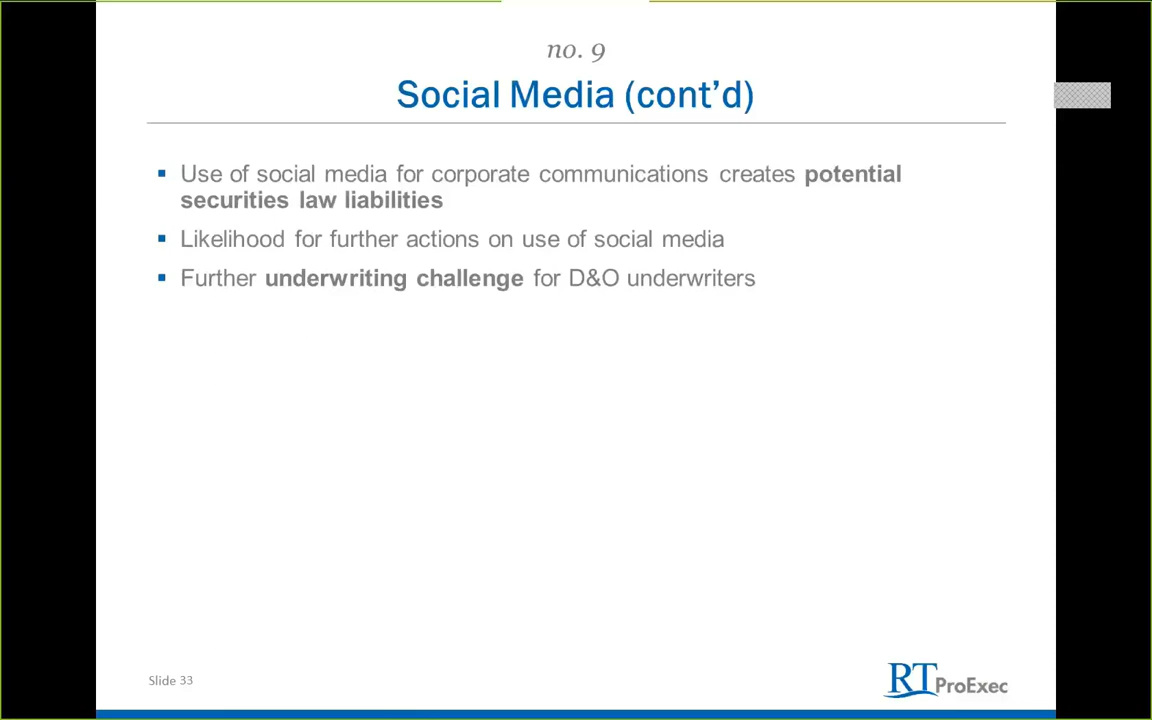 no. 9
Social Media (cont’d)
▪ Use of social media for corporate communications creates potential
securities law liabilities
▪ Likelihood for further actions on use of social media
▪ Further underwriting challenge for D&O underwriters
Slide 33
RT ProExec